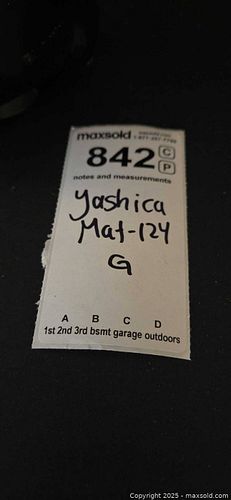 maxsold
842 C
P
notes and measurements
Yashica
Mat-124
G
A B C D
1st 2nd 3rd bsmt garage outdoors
Copyright © 2025 - maxsold.com